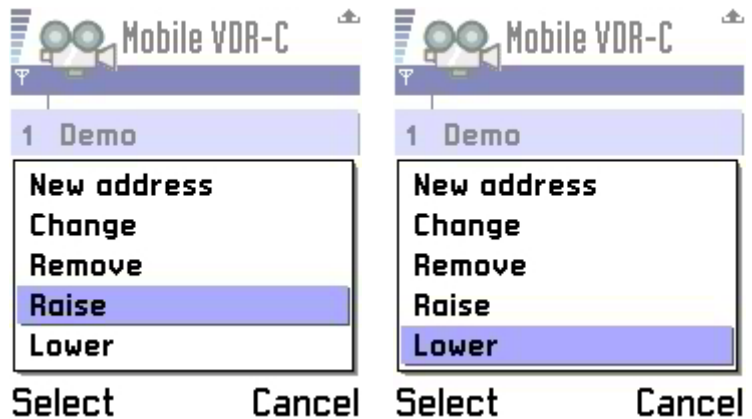 Mobile VDR-C
1 Demo
New address
Change
Remove
Raise
Lower
Select Cancel
Mobile VDR-C
1 Demo
New address
Change
Remove
Raise
Lower
Select Cancel